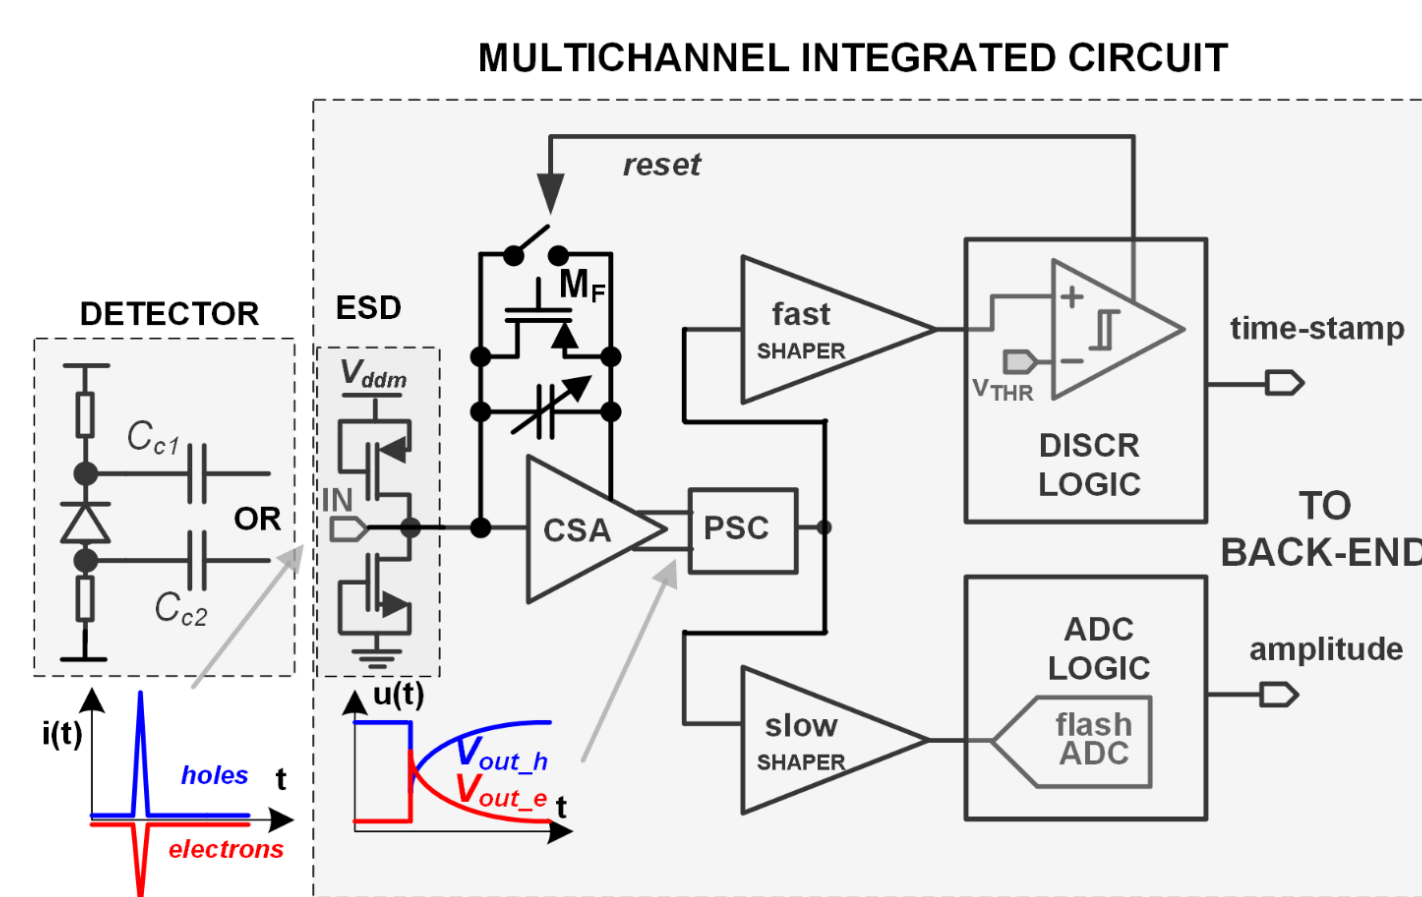 MULTICHANNEL INTEGRATED CIRCUIT
reset
DETECTOR
ESD
MF
fast
SHAPER
+
−
VTHR
time-stamp
DISCR
LOGIC
Vddm
Cc1
OR
IN
CSA
PSC
TO
BACK-END
Cc2
ADC
LOGIC
amplitude
flash
ADC
slow
SHAPER
i(t)
holes
t
electrons
u(t)
Vout_h
Vout_e
t